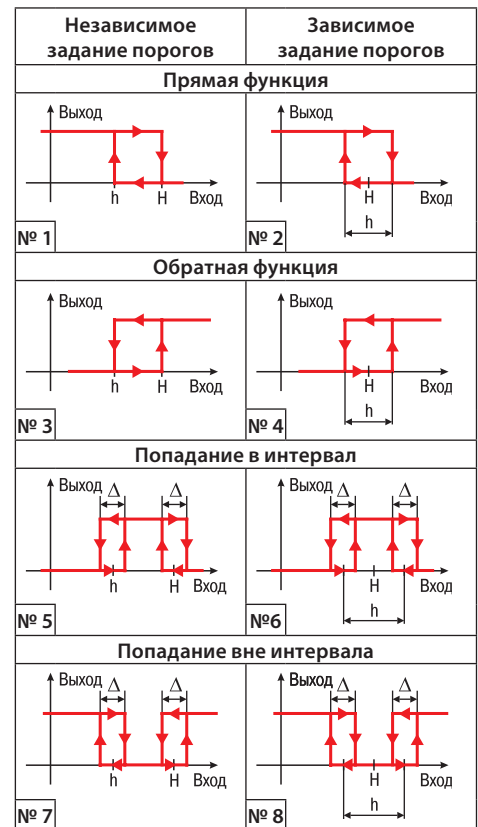 Независимое
задание порогов
Зависимое
задание порогов
Прямая функция
Выход
h
H
Вход
№ 1
Выход
H
Вход
h
№ 2
Обратная функция
Выход
h
H
Вход
№ 3
Выход
H
Вход
h
№ 4
Попадание в интервал
Выход
Δ
Δ
h
H
Вход
№ 5
Выход
Δ
Δ
H
Вход
h
№6
Попадание вне интервала
Выход
Δ
Δ
h
H
Вход
№ 7
Выход
Δ
Δ
H
Вход
h
№ 8